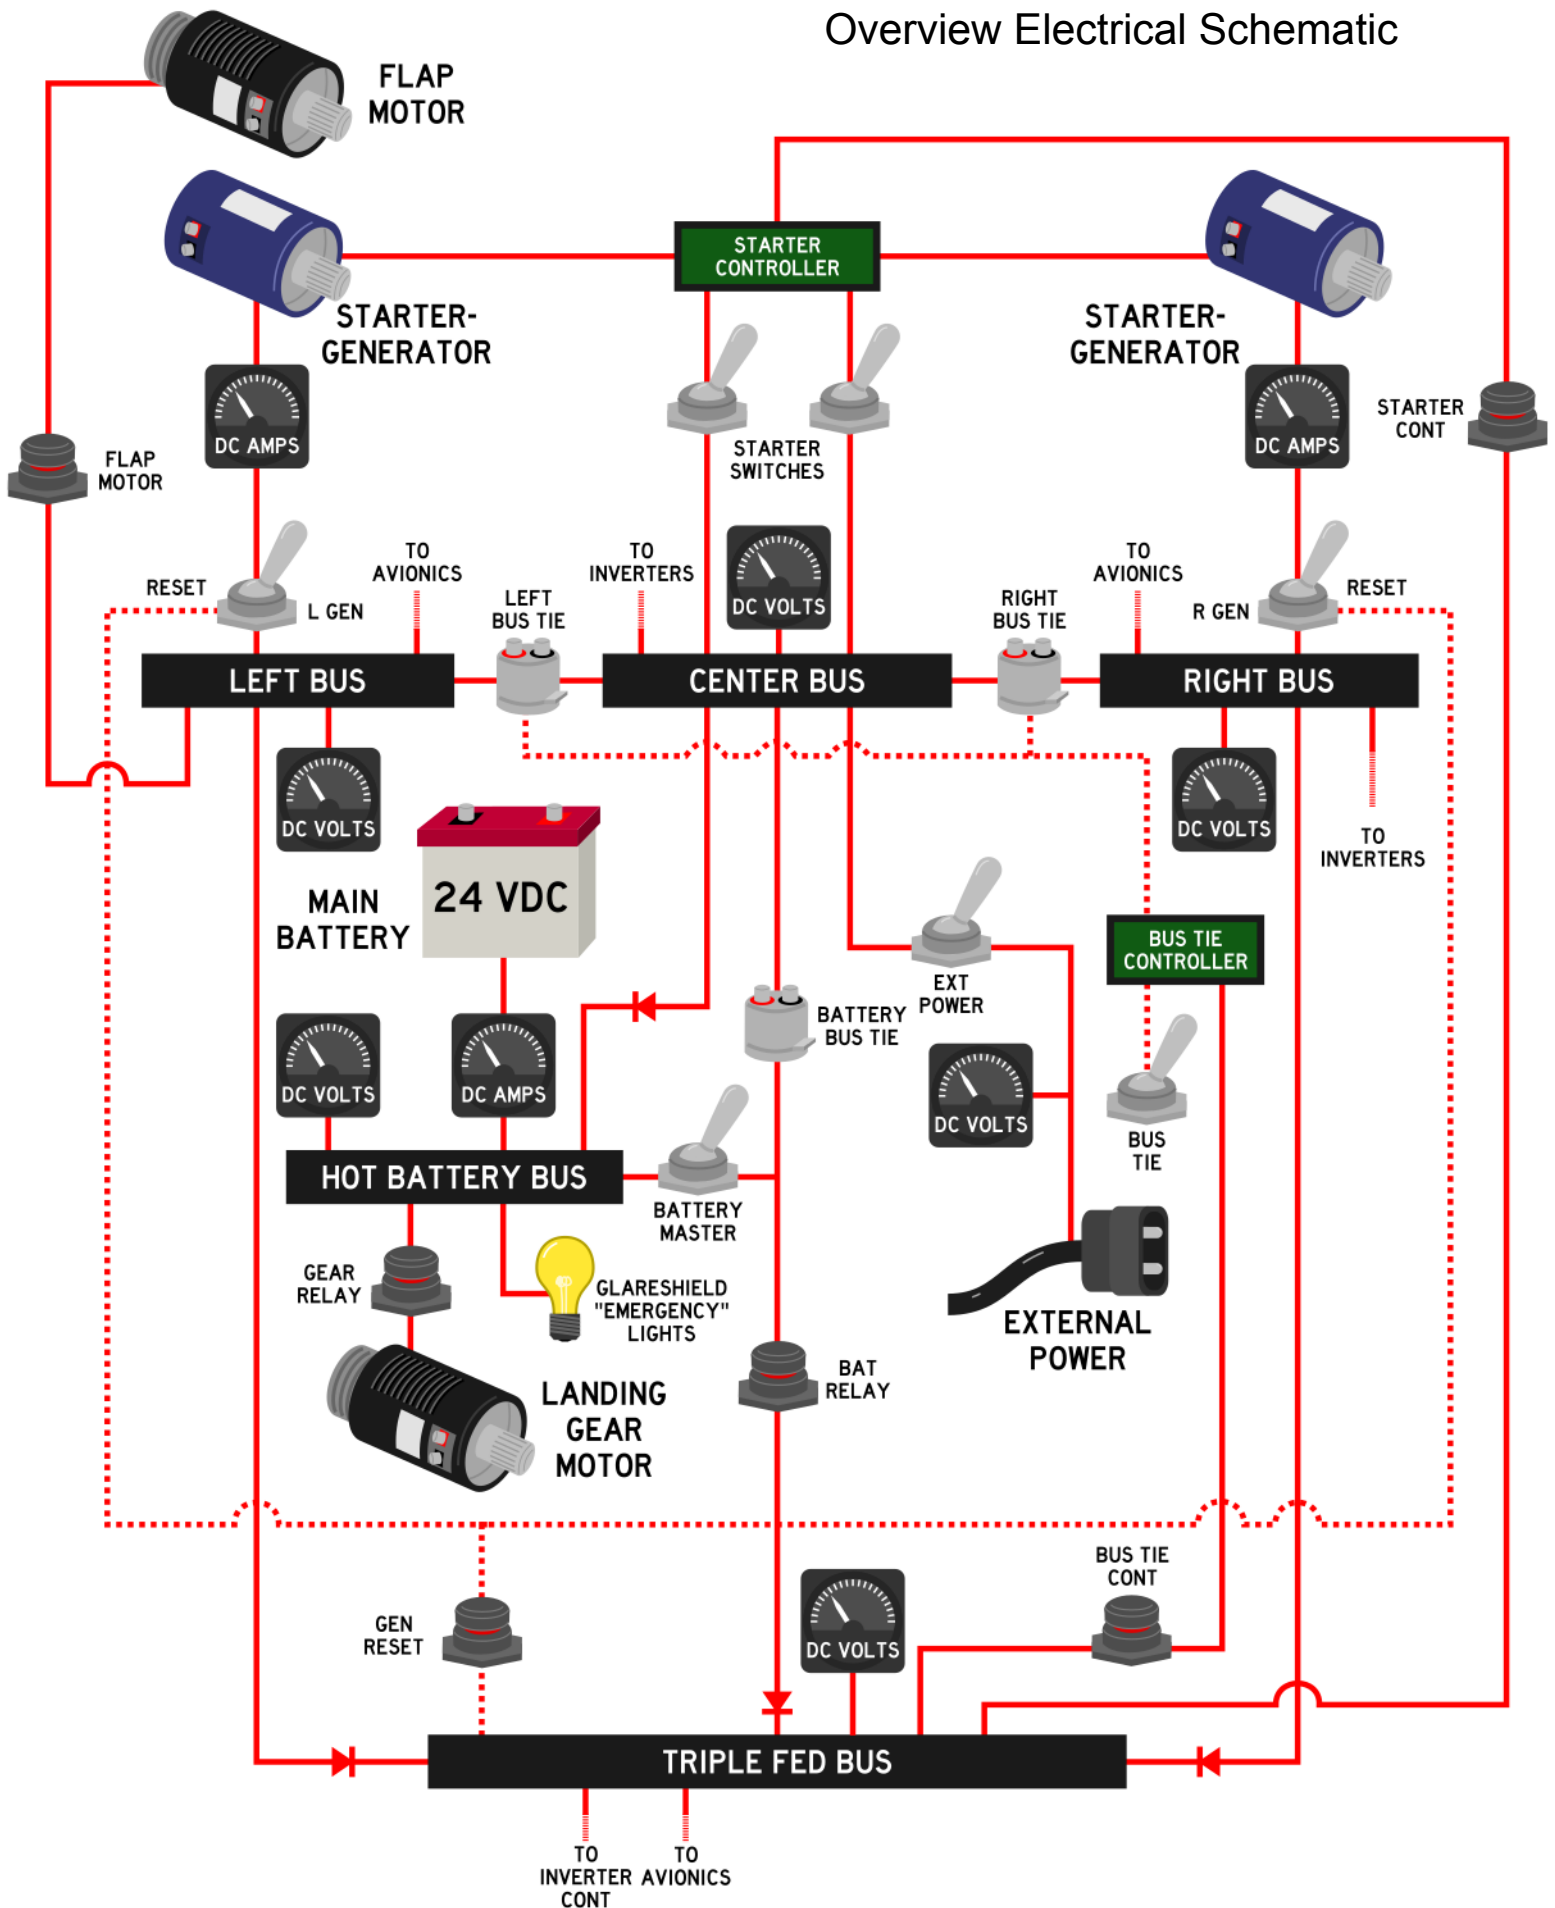 Overview Electrical Schematic
FLAP
MOTOR
STARTER
CONTROLLER
STARTER-
GENERATOR
STARTER-
GENERATOR
DC AMPS
DC AMPS
STARTER
CONT
STARTER
SWITCHES
FLAP
MOTOR
RESET
L GEN
TO
AVIONICS
LEFT
BUS TIE
TO
INVERTERS
DC VOLTS
RIGHT
BUS TIE
TO
AVIONICS
R GEN
RESET
LEFT BUS
CENTER BUS
RIGHT BUS
DC VOLTS
DC VOLTS
TO
INVERTERS
MAIN
BATTERY
24 VDC
BUS TIE
CONTROLLER
EXT
POWER
BATTERY
BUS TIE
DC VOLTS
DC AMPS
DC VOLTS
BUS
TIE
HOT BATTERY BUS
BATTERY
MASTER
GEAR
RELAY
GLARESHIELD
"EMERGENCY"
LIGHTS
EXTERNAL
POWER
BAT
RELAY
LANDING
GEAR
MOTOR
BUS TIE
CONT
GEN
RESET
DC VOLTS
TRIPLE FED BUS
TO
INVERTER
CONT
TO
AVIONICS